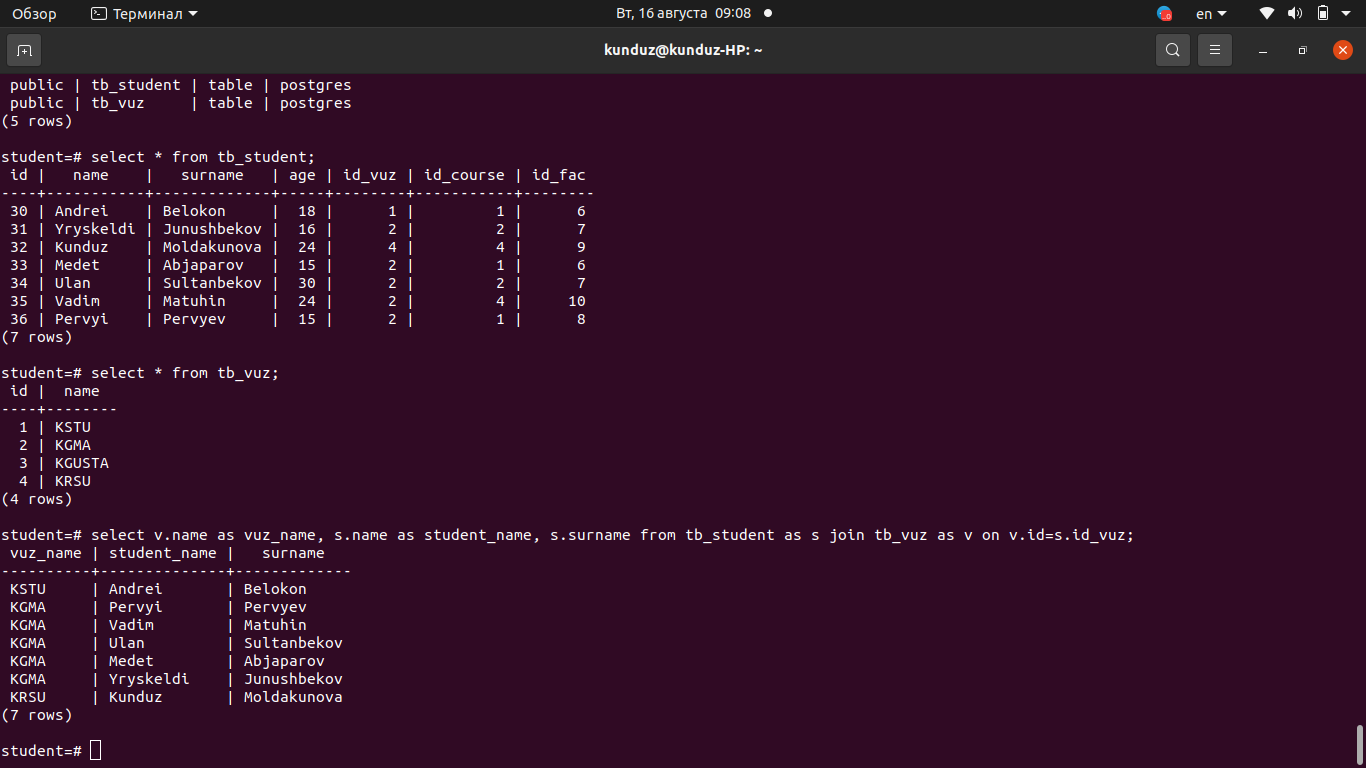 Обзор Терминал Вт, 16 августа 09:08 en
kunduz@kunduz-HP: ~
 public | tb_student | table | postgres
 public | tb_vuz     | table | postgres
(5 rows)
student=# select * from tb_student;
 id |   name    |   surname   | age | id_vuz | id_course | id_fac
----+-----------+-------------+-----+--------+-----------+--------
 30 | Andrei    | Belokon     |  18 |      1 |         1 |      6
 31 | Yryskeldi | Junushbekov |  16 |      2 |         2 |      7
 32 | Kunduz    | Moldakunova |  24 |      4 |         4 |      9
 33 | Medet     | Abjaparov   |  15 |      2 |         1 |      6
 34 | Ulan      | Sultanbekov |  30 |      2 |         2 |      7
 35 | Vadim     | Matuhin     |  24 |      2 |         4 |     10
 36 | Pervyi    | Pervyev     |  15 |      2 |         1 |      8
(7 rows)
student=# select * from tb_vuz;
 id |  name
----+--------
  1 | KSTU
  2 | KGMA
  3 | KGUSTA
  4 | KRSU
(4 rows)
student=# select v.name as vuz_name, s.name as student_name, s.surname from tb_student as s join tb_vuz as v on v.id=s.id_vuz;
 vuz_name | student_name |   surname
----------+--------------+-------------
 KSTU     | Andrei       | Belokon
 KGMA     | Pervyi       | Pervyev
 KGMA     | Vadim        | Matuhin
 KGMA     | Ulan         | Sultanbekov
 KGMA     | Medet        | Abjaparov
 KGMA     | Yryskeldi    | Junushbekov
 KRSU     | Kunduz       | Moldakunova
(7 rows)
student=#